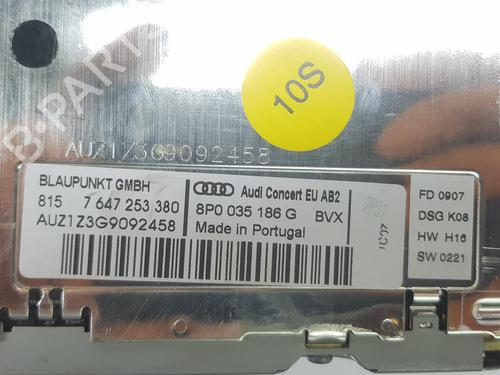 10S
B-PARTS
AUZ1Z3G9092458
BLAUPUNKT GMBH
815 7 647 253 380
AUZ1Z3G9092458
Audi Concert EU AB2
8P0 035 186 G BVX
Made in Portugal
FD 0907
DSG K08
HW H16
SW 0221